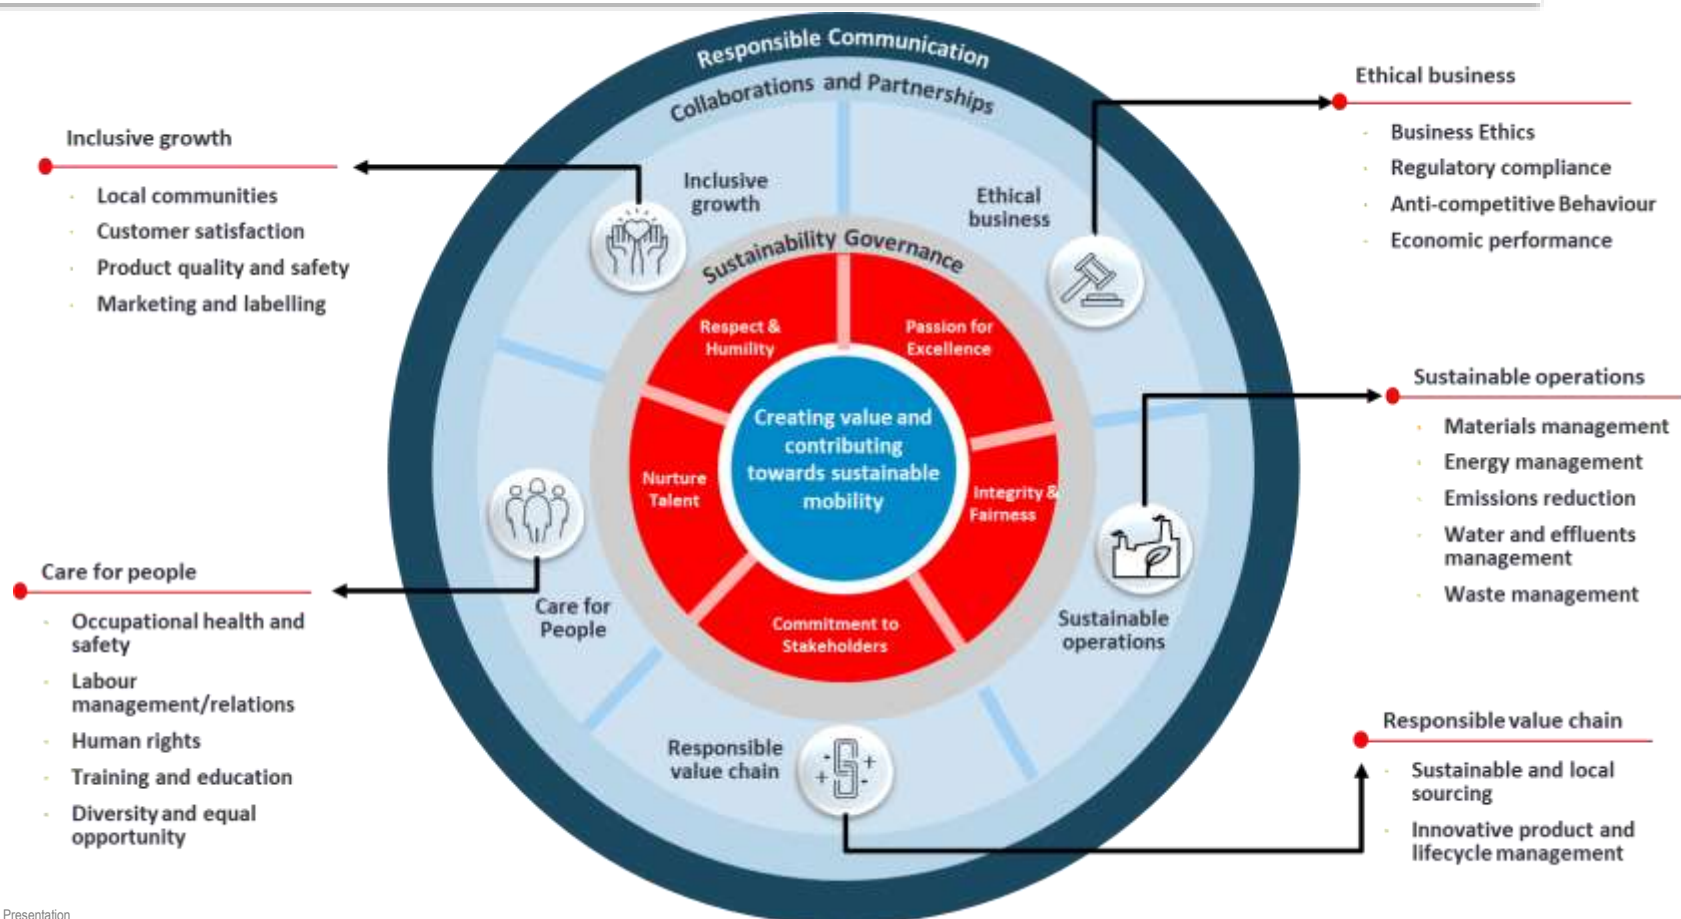 Responsible Communication
Collaborations and Partnerships
Inclusive growth
Local communities
Customer satisfaction
Product quality and safety
Marketing and labelling
Care for people
Occupational health and
safety
Labour
management/relations
Human rights
Training and education
Diversity and equal
opportunity
Inclusive
growth
Ethical
business
Sustainability Governance
Respect &
Humility
Passion for
Excellence
Nurture
Talent
Integrity &
Fairness
Commitment to
Stakeholders
Creating value and
contributing
towards sustainable
mobility
Care for
People
Sustainable
operations
Responsible
value chain
Ethical business
Business Ethics
Regulatory compliance
Anti-competitive Behaviour
Economic performance
Sustainable operations
Materials management
Energy management
Emissions reduction
Water and effluents
management
Waste management
Responsible value chain
Sustainable and local
sourcing
Innovative product and
lifecycle management
Presentation